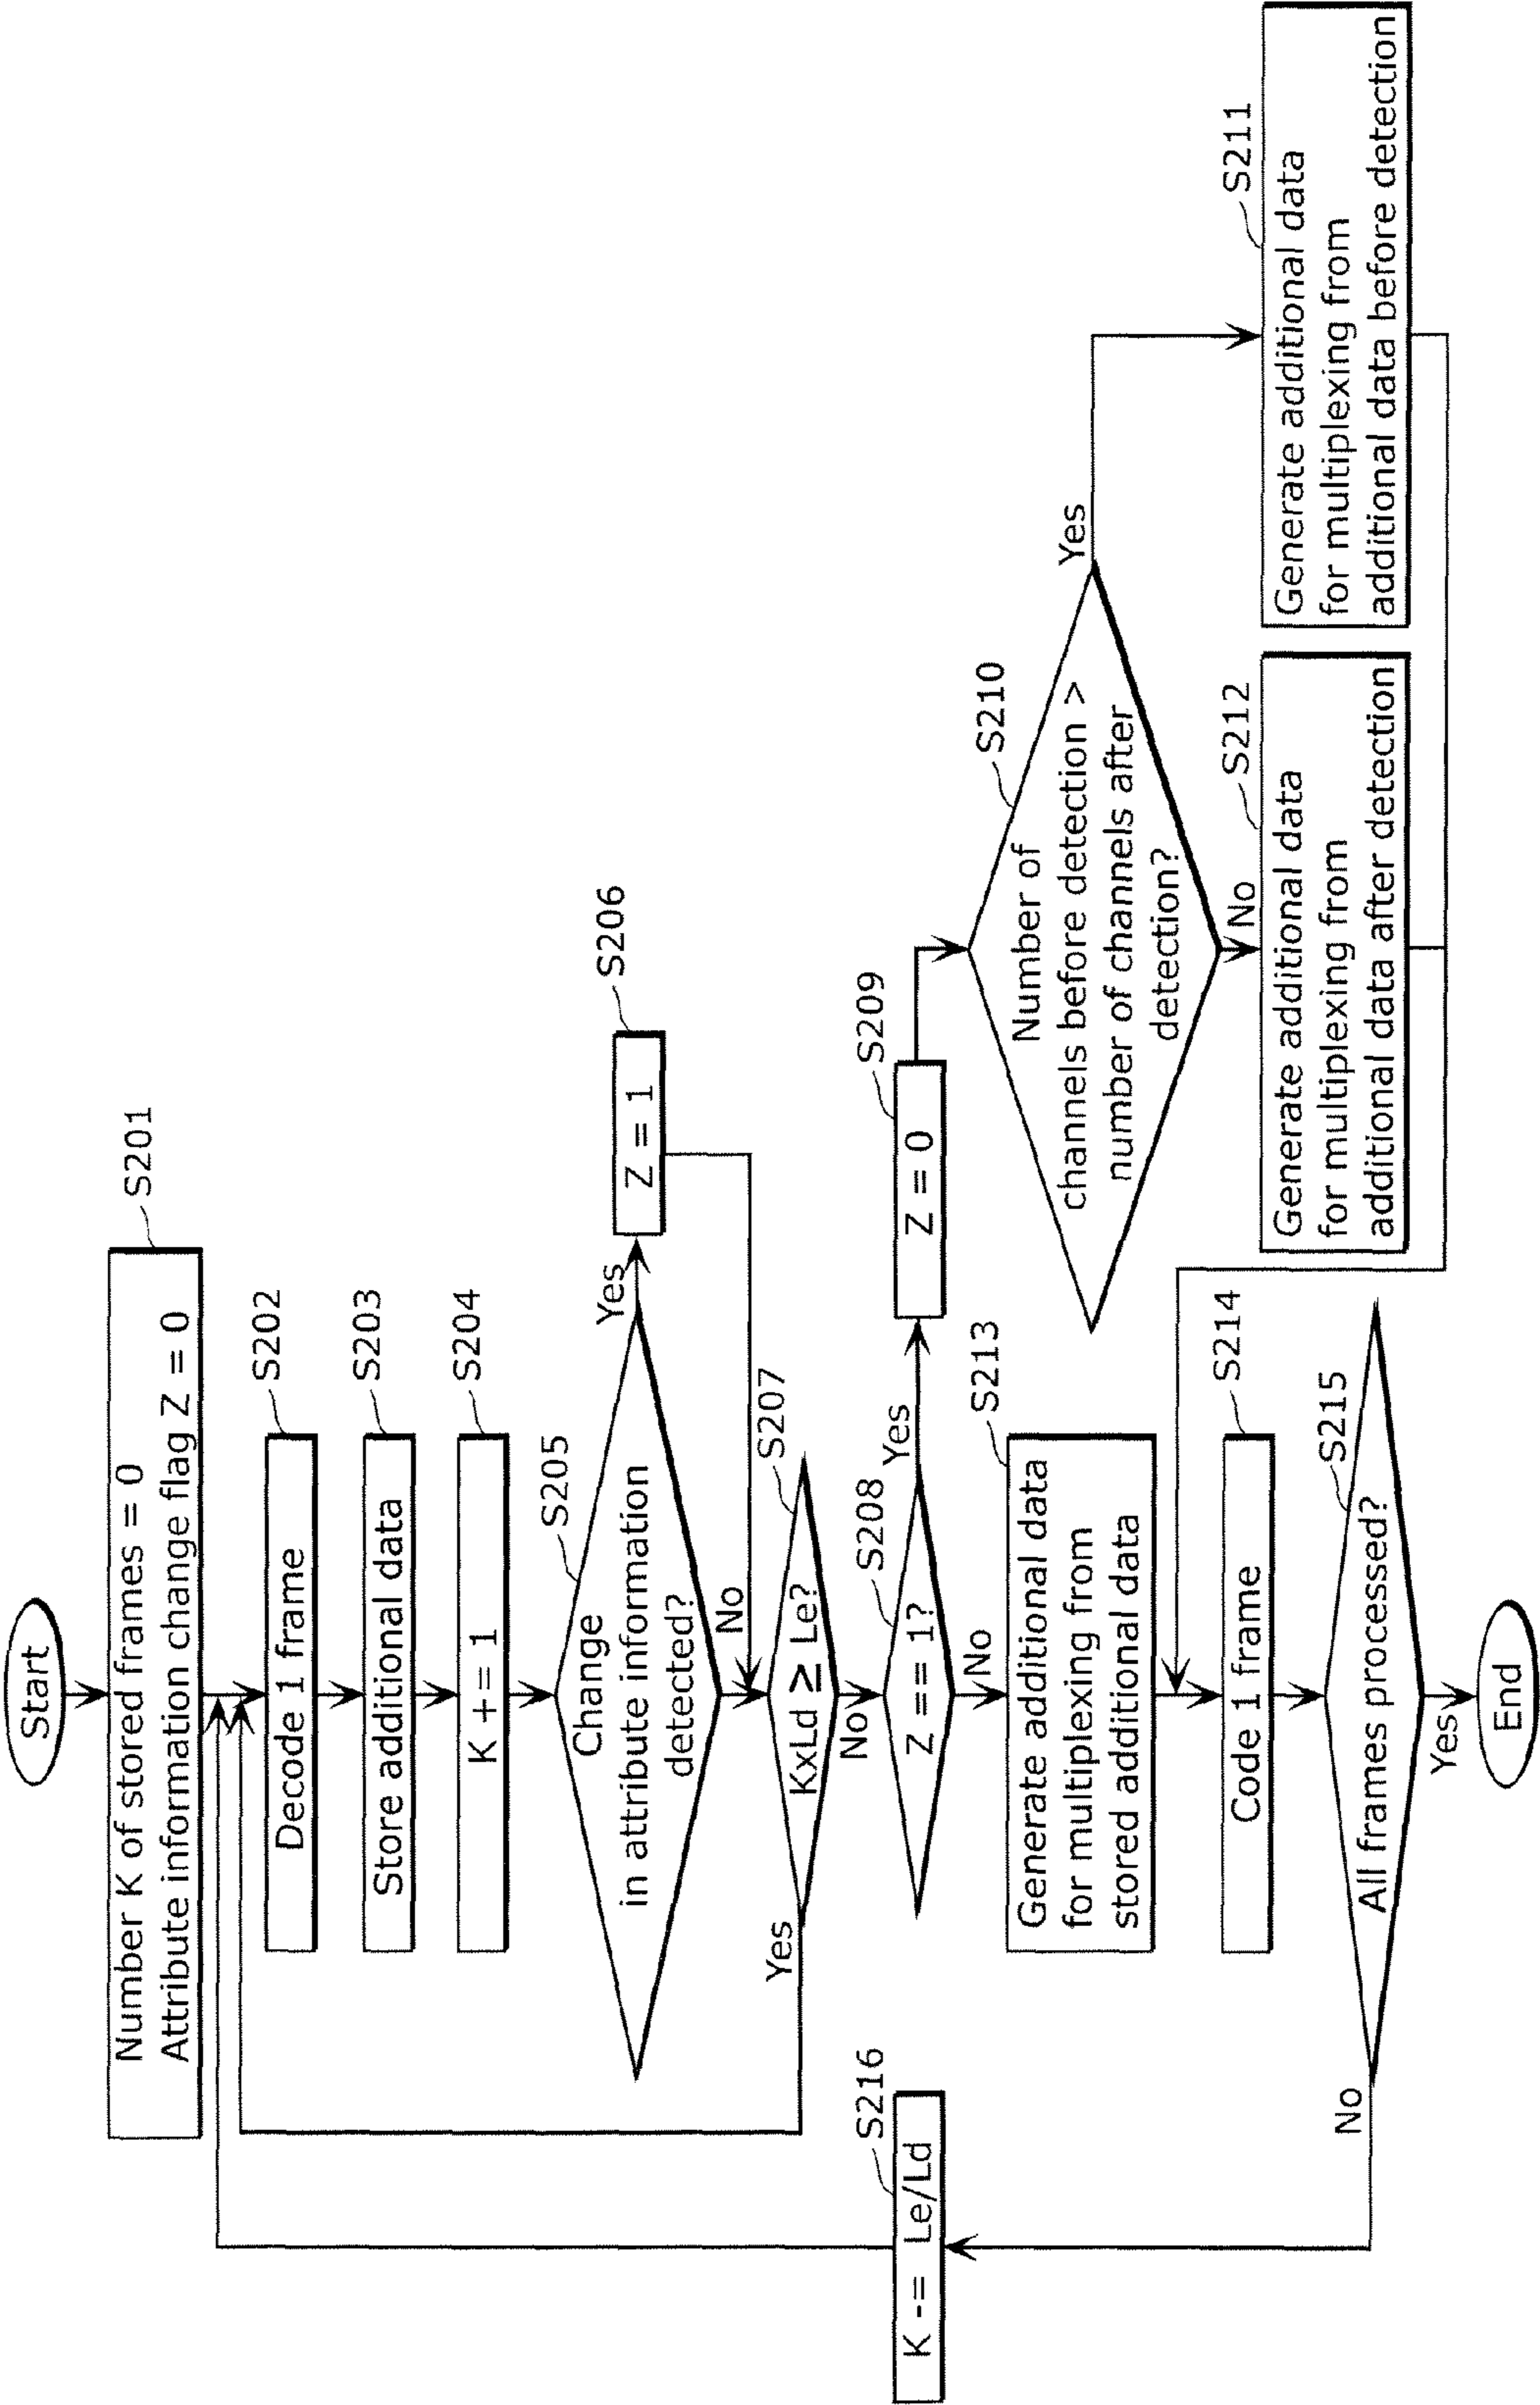 Start
S201
Number K of stored frames = 0
Attribute information change flag Z = 0
S202
Decode 1 frame
S203
Store additional data
S204
K += 1
S205
Change
in attribute information
detected?
Yes
No
S206
Z = 1
S207
KxLd ≥ Le?
Yes
No
S208
Z == 1?
Yes
No
S209
Z = 0
S210
Number of
channels before detection >
number of channels after
detection?
Yes
No
S211
Generate additional data
for multiplexing from
additional data before detection
S212
Generate additional data
for multiplexing from
additional data after detection
S213
Generate additional data
for multiplexing from
stored additional data
S214
Code 1 frame
S215
All frames processed?
No
Yes
S216
K -= Le/Ld
End